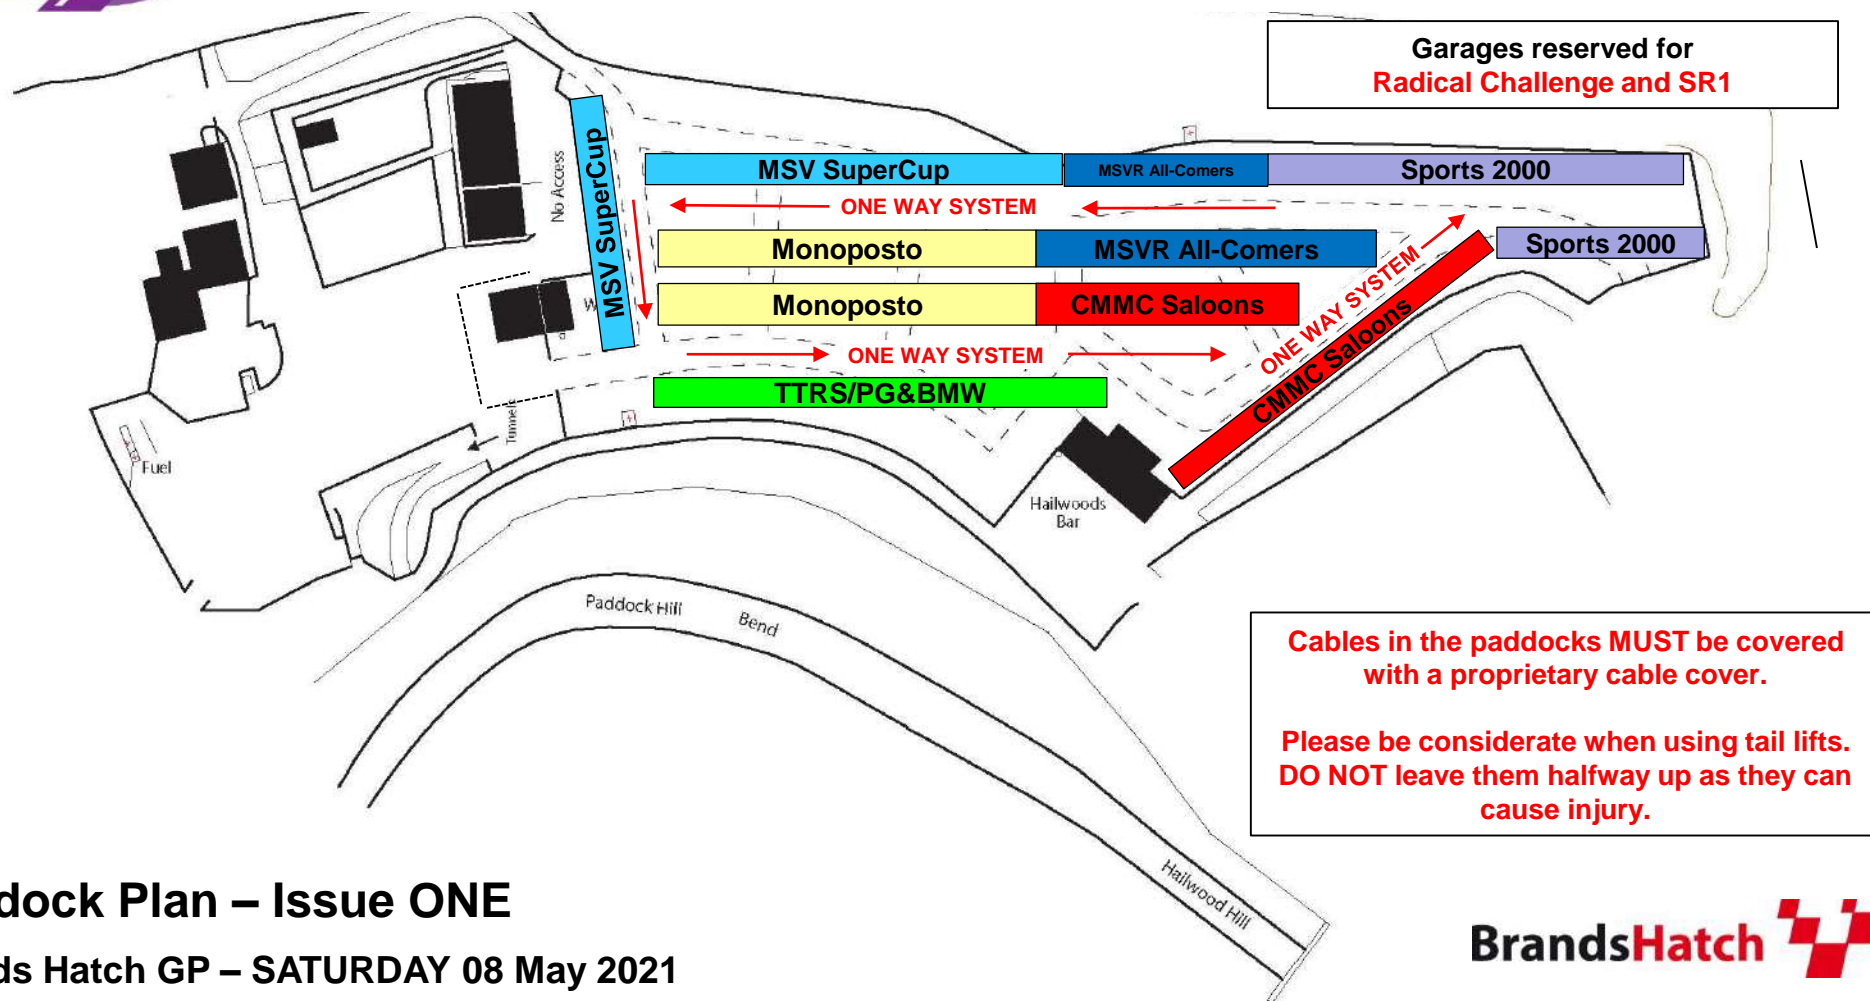 Garages reserved for
Radical Challenge and SR1
MSV SuperCup
MSV SuperCup
MSVR All-Comers
Sports 2000
No Access
ONE WAY SYSTEM
Monoposto
MSVR All-Comers
Sports 2000
Monoposto
CMMC Saloons
ONE WAY SYSTEM
CMMC Saloons
ONE WAY SYSTEM
TTRS/PG&BMW
Tunnels
Fuel
Hailwoods
Bar
Paddock Hill
Bend
Hailwood Hill
Cables in the paddocks MUST be covered
with a proprietary cable cover.
Please be considerate when using tail lifts.
DO NOT leave them halfway up as they can
cause injury.
dock Plan – Issue ONE
ds Hatch GP – SATURDAY 08 May 2021
BrandsHatch